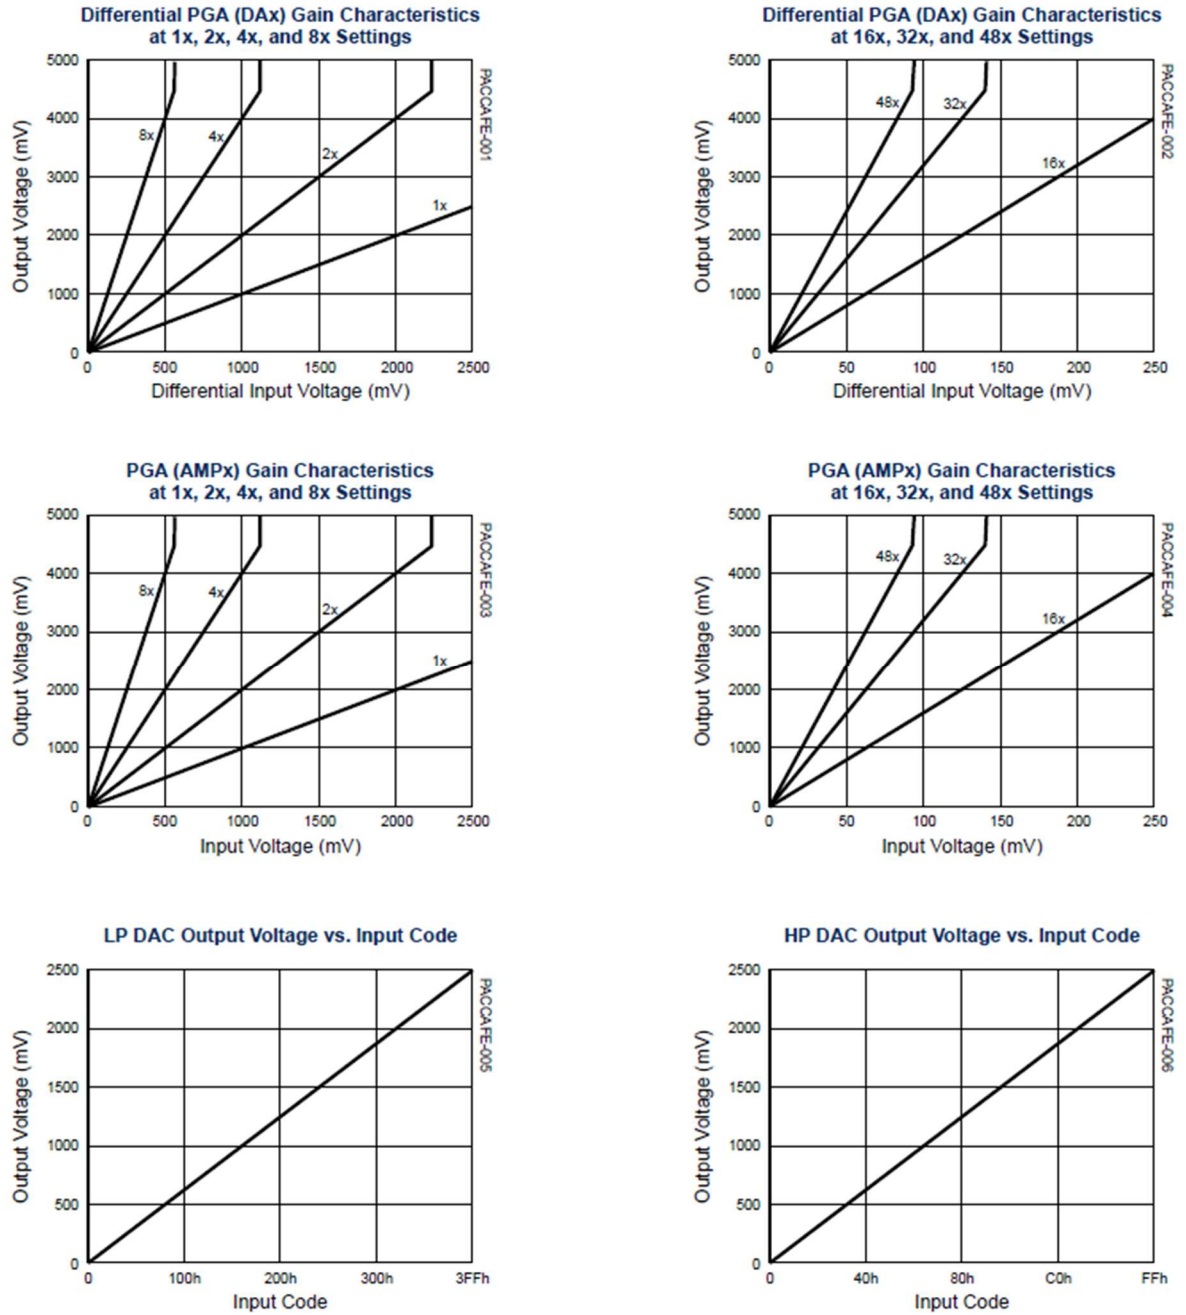 Differential PGA (DAx) Gain Characteristics
at 1x, 2x, 4x, and 8x Settings
5000
4000
3000
2000
1000
0
Output Voltage (mV)
8x
4x
2x
1x
0 500 1000 1500 2000 2500
Differential Input Voltage (mV)
PACCAFE-001
Differential PGA (DAx) Gain Characteristics
at 16x, 32x, and 48x Settings
5000
4000
3000
2000
1000
0
Output Voltage (mV)
48x
32x
16x
0 50 100 150 200 250
Differential Input Voltage (mV)
PACCAFE-002
PGA (AMPx) Gain Characteristics
at 1x, 2x, 4x, and 8x Settings
5000
4000
3000
2000
1000
0
Output Voltage (mV)
8x
4x
2x
1x
0 500 1000 1500 2000 2500
Input Voltage (mV)
PACCAFE-003
PGA (AMPx) Gain Characteristics
at 16x, 32x, and 48x Settings
5000
4000
3000
2000
1000
0
Output Voltage (mV)
48x
32x
16x
0 50 100 150 200 250
Input Voltage (mV)
PACCAFE-004
LP DAC Output Voltage vs. Input Code
2500
2000
1500
1000
500
0
Output Voltage (mV)
0 100h 200h 300h 3FFh
Input Code
PACCAFE-005
HP DAC Output Voltage vs. Input Code
2500
2000
1500
1000
500
0
Output Voltage (mV)
0 40h 80h C0h FFh
Input Code
PACCAFE-006